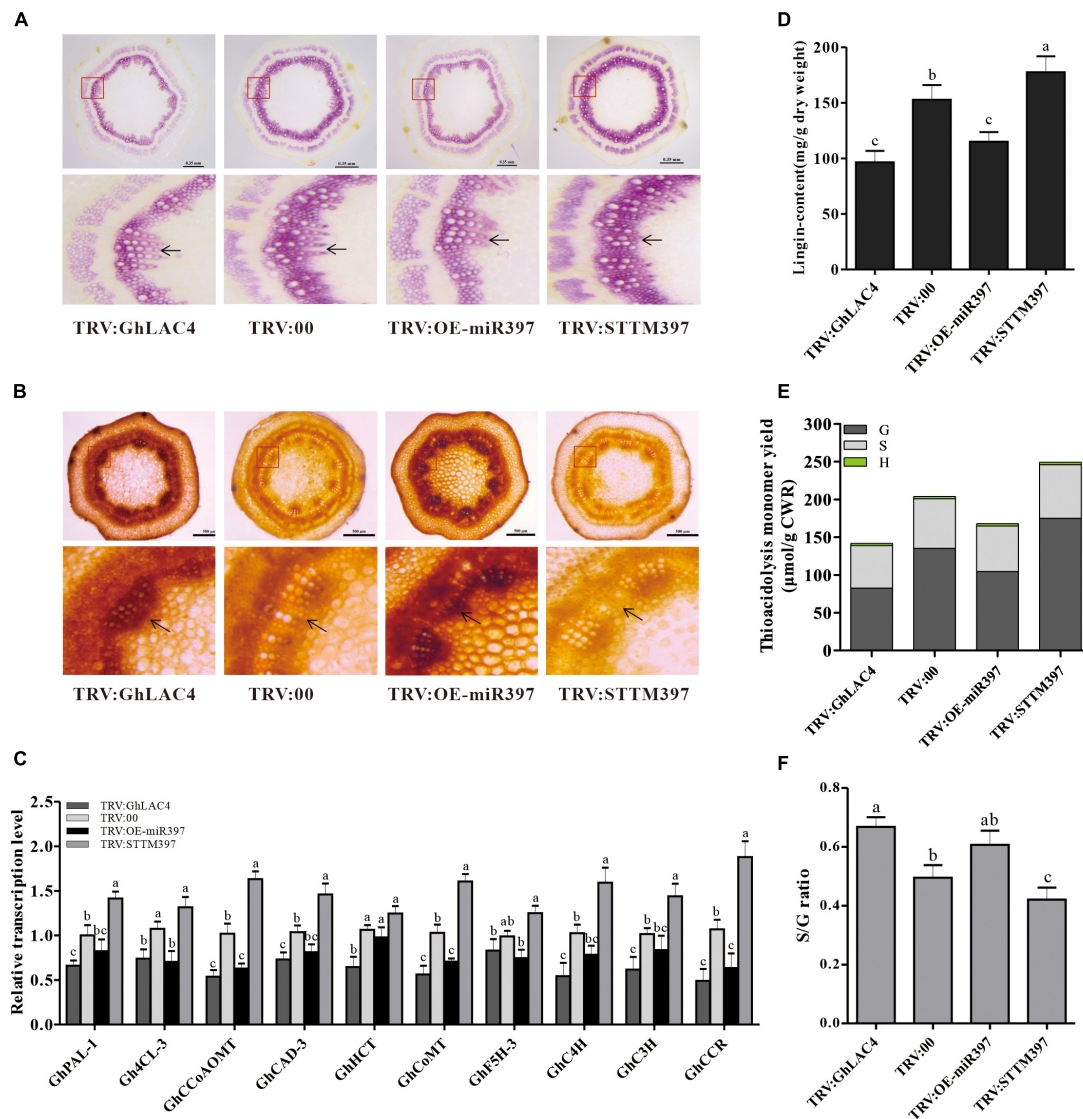 A
0.35 mm
0.35 mm
0.35 mm
0.35 mm
TRV:GhLAC4
TRV:00
TRV:OE-miR397
TRV:STTM397
B
500 μm
500 μm
500 μm
500 μm
TRV:GhLAC4
TRV:00
TRV:OE-miR397
TRV:STTM397
C
Relative transcription level
2.5
2.0
1.5
1.0
0.5
0.0
TRV:GhLAC4
TRV:00
TRV:OE-miR397
TRV:STTM397
c b bc a
b a b a
c b c a
c b bc a
b a a a
c b c a
b ab b a
c b bc a
c b bc a
c b c a
GhPAL-1
Gh4CL-3
GhCCoAOMT
GhCAD-3
GhHCT
GhCoMT
GhF5H-3
GhC4H
GhC3H
GhCCR
D
Lingin-content(mg/g dry weight)
200
150
100
50
0
c
b
c
a
TRV:GhLAC4
TRV:00
TRV:OE-miR397
TRV:STTM397
E
Thioacidolysis monomer yield
(μmol/g CWR)
300
250
200
150
100
50
0
G
S
H
TRV:GhLAC4
TRV:00
TRV:OE-miR397
TRV:STTM397
F
S/G ratio
0.8
0.6
0.4
0.2
0.0
a
b
ab
c
TRV:GhLAC4
TRV:00
TRV:OE-miR397
TRV:STTM397